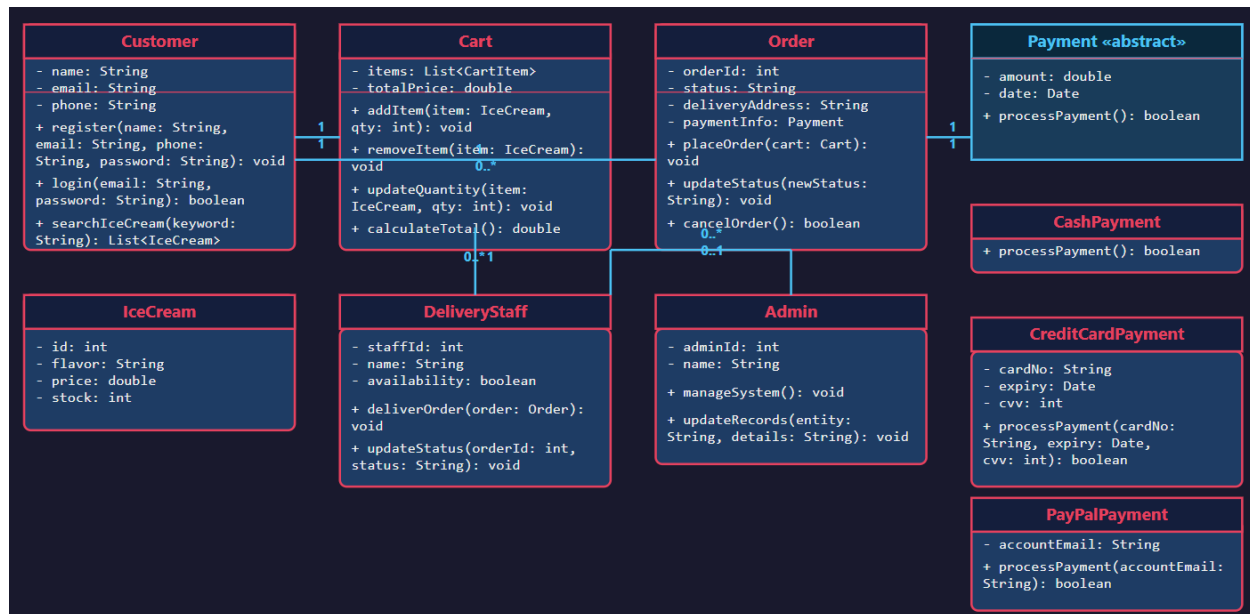 Customer
- name: String
- email: String
- phone: String
+ register(name: String,
email: String, phone:
String, password: String): void
+ login(email: String,
password: String): boolean
+ searchIceCream(keyword:
String): List<IceCream>
1
1
Cart
- items: List<CartItem>
- totalPrice: double
+ addItem(item: IceCream,
qty: int): void
+ removeItem(item: IceCream):
void
+ updateQuantity(item:
IceCream, qty: int): void
+ calculateTotal(): double
1
0..*
0..*1
Order
- orderId: int
- status: String
- deliveryAddress: String
- paymentInfo: Payment
+ placeOrder(cart: Cart):
void
+ updateStatus(newStatus:
String): void
+ cancelOrder(): boolean
0..*
0..1
1
1
Payment «abstract»
- amount: double
- date: Date
+ processPayment(): boolean
CashPayment
+ processPayment(): boolean
IceCream
- id: int
- flavor: String
- price: double
- stock: int
DeliveryStaff
- staffId: int
- name: String
- availability: boolean
+ deliverOrder(order: Order):
void
+ updateStatus(orderId: int,
status: String): void
Admin
- adminId: int
- name: String
+ manageSystem(): void
+ updateRecords(entity:
String, details: String): void
CreditCardPayment
- cardNo: String
- expiry: Date
- cvv: int
+ processPayment(cardNo:
String, expiry: Date,
cvv: int): boolean
PayPalPayment
- accountEmail: String
+ processPayment(accountEmail:
String): boolean